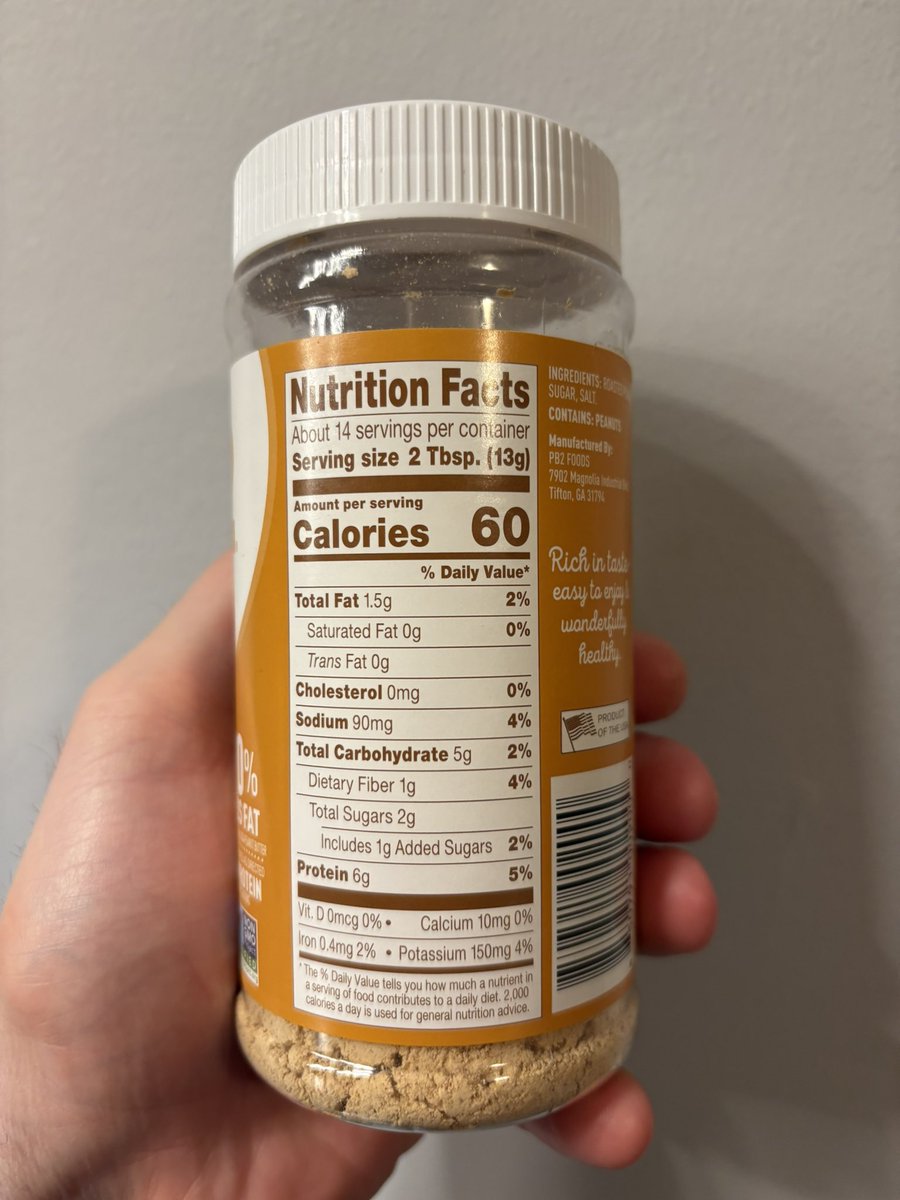 Nutrition Facts
About 14 servings per container
Serving size 2 Tbsp. (13g)
Amount per serving
Calories 60
% Daily Value*
Total Fat 1.5g 2%
Saturated Fat 0g 0%
Trans Fat 0g
Cholesterol 0mg 0%
Sodium 90mg 4%
Total Carbohydrate 5g 2%
Dietary Fiber 1g 4%
Total Sugars 2g
Includes 1g Added Sugars 2%
Protein 6g 5%
Vit. D 0mcg 0% • Calcium 10mg 0%
Iron 0.4mg 2% • Potassium 150mg 4%
* The % Daily Value tells you how much a nutrient in
a serving of food contributes to a daily diet. 2,000
calories a day is used for general nutrition advice.
INGREDIENTS:
SUGAR, SALT.
CONTAINS: PEANUTS
Manufactured By:
PB2 FOODS
7902 Magnolia Industrial
Tifton, GA 31794
Rich in taste
easy to enjoy
wonderfully
healthy.
PRODUCT
OF THE USA
FAT